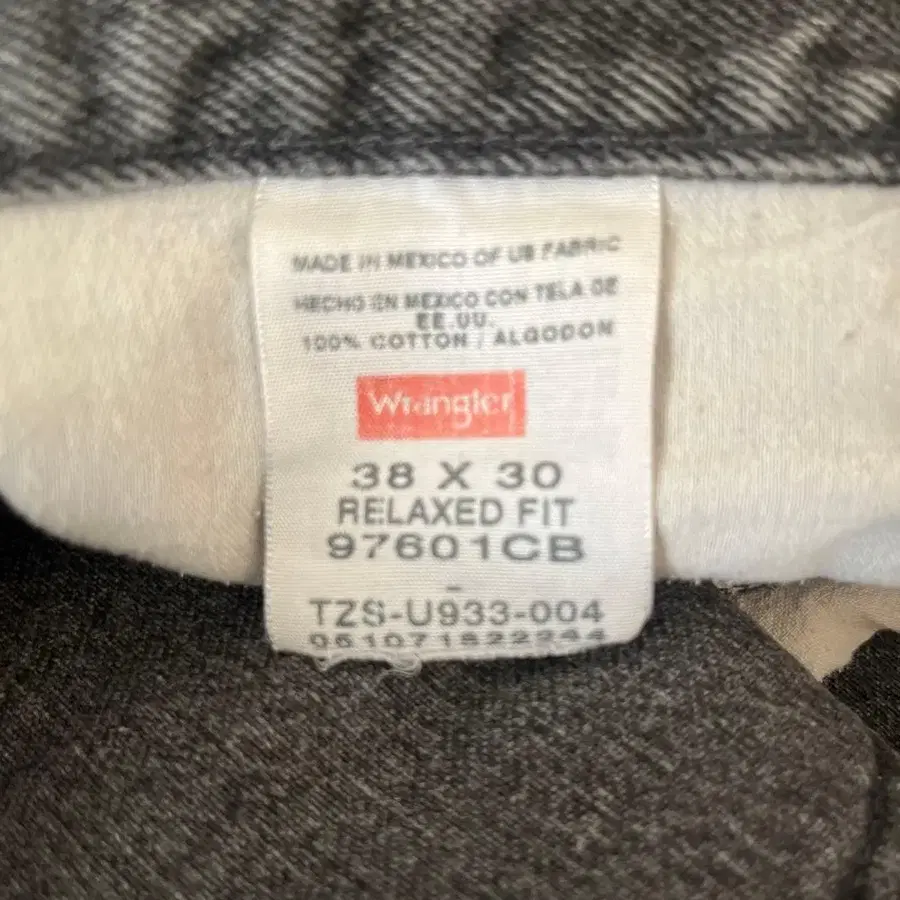 MADE IN MEXICO OF US FABRIC
HECHO EN MEXICO CON TELA DE
EE.UU.
100% COTTON / ALGODON
Wrangler
38 X 30
RELAXED FIT
97601CB
-
TZS-U933-004